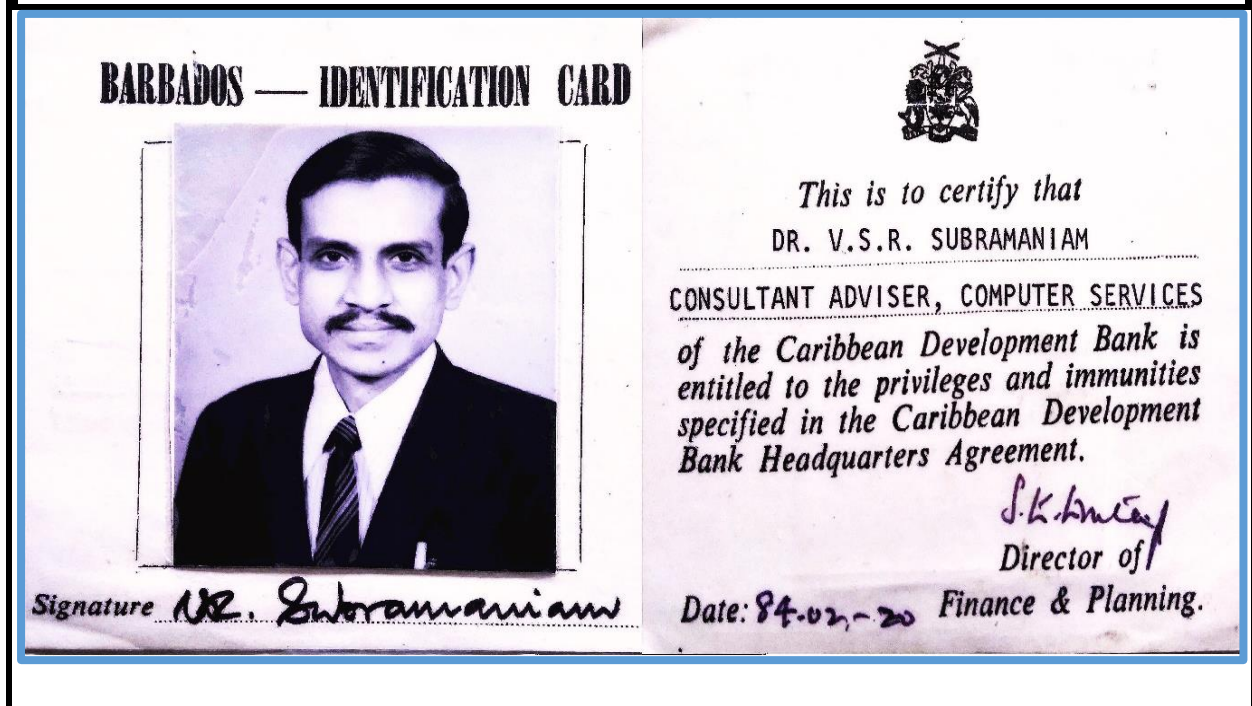 BARBADOS — IDENTIFICATION CARD
Signature Subramaniam
This is to certify that
DR. V.S.R. SUBRAMANIAM
CONSULTANT ADVISER, COMPUTER SERVICES
of the Caribbean Development Bank is
entitled to the privileges and immunities
specified in the Caribbean Development
Bank Headquarters Agreement.
Director of
Date: 84-02-20 Finance & Planning.